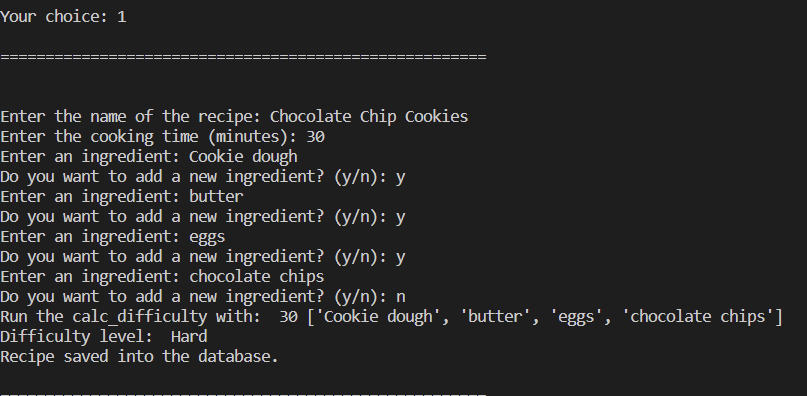 Your choice: 1
======================================================
Enter the name of the recipe: Chocolate Chip Cookies
Enter the cooking time (minutes): 30
Enter an ingredient: Cookie dough
Do you want to add a new ingredient? (y/n): y
Enter an ingredient: butter
Do you want to add a new ingredient? (y/n): y
Enter an ingredient: eggs
Do you want to add a new ingredient? (y/n): y
Enter an ingredient: chocolate chips
Do you want to add a new ingredient? (y/n): n
Run the calc_difficulty with:  30 ['Cookie dough', 'butter', 'eggs', 'chocolate chips']
Difficulty level:  Hard
Recipe saved into the database.
======================================================